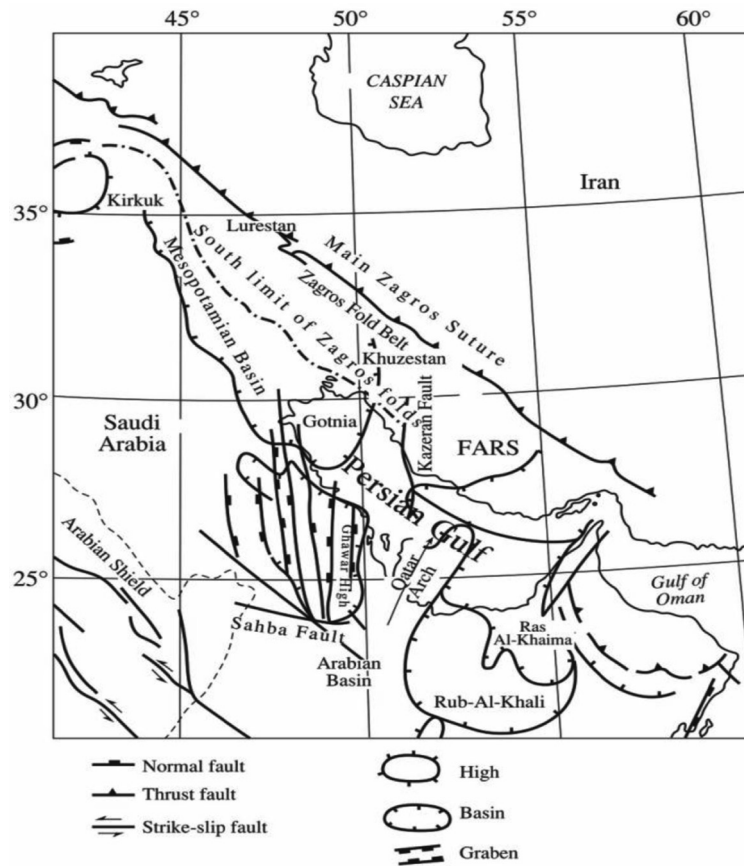 45°
50°
55°
60°
CASPIAN
SEA
Iran
Kirkuk
35°
Lurestan
Main Zagros Suture
South limit of Zagros folds
Zagros Fold Belt
Mesopotamian Basin
Khuzestan
30°
Saudi
Arabia
Gotnia
Kazeran Fault
FARS
Persian Gulf
Arabian Shield
Ghawar High
Qatar
Arch
25°
Gulf of
Oman
Sahba Fault
Ras
Al-Khaima
Arabian
Basin
Rub-Al-Khali
Normal fault
High
Thrust fault
Basin
Strike-slip fault
Graben